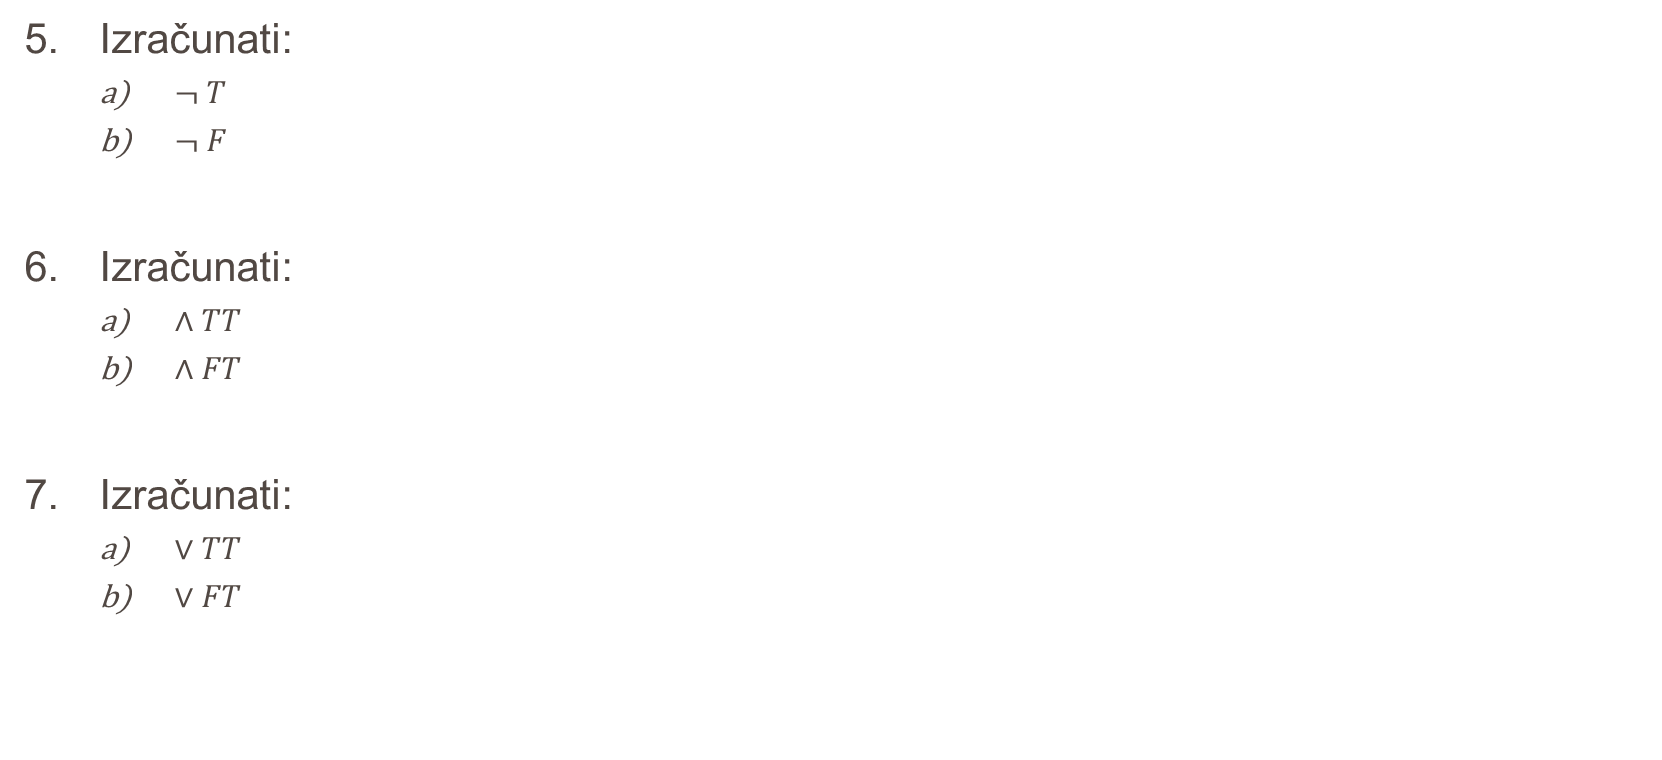 5. Izračunati:
a) ¬ T
b) ¬ F
6. Izračunati:
a) ∧ TT
b) ∧ FT
7. Izračunati:
a) ∨ TT
b) ∨ FT